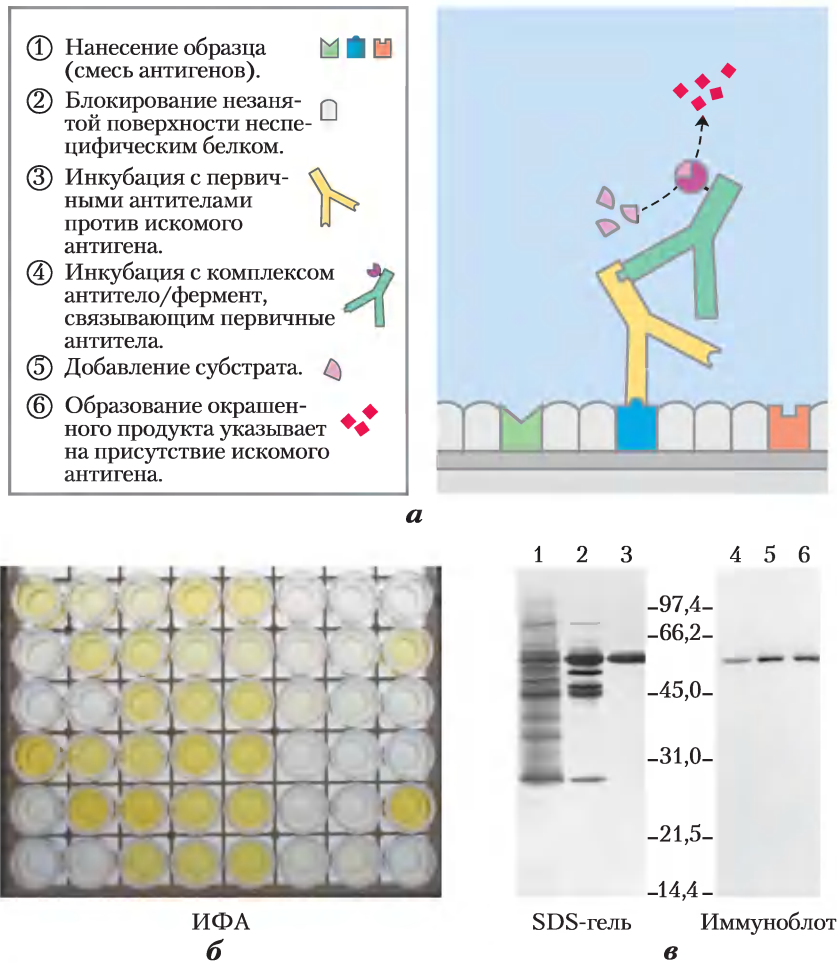 ① Нанесение образца
(смесь антигенов).
② Блокирование незаня-
той поверхности неспе-
цифическим белком.
③ Инкубация с первич-
ными антителами
против искомого
антигена.
④ Инкубация с комплексом
антитело/фермент,
связывающим первичные
антитела.
⑤ Добавление субстрата.
⑥ Образование окрашен-
ного продукта указывает
на присутствие искомого
антигена.
а
1 2 3 4 5 6
97,4
66,2
45,0
31,0
21,5
14,4
ИФА SDS-гель Иммуноблот
б в